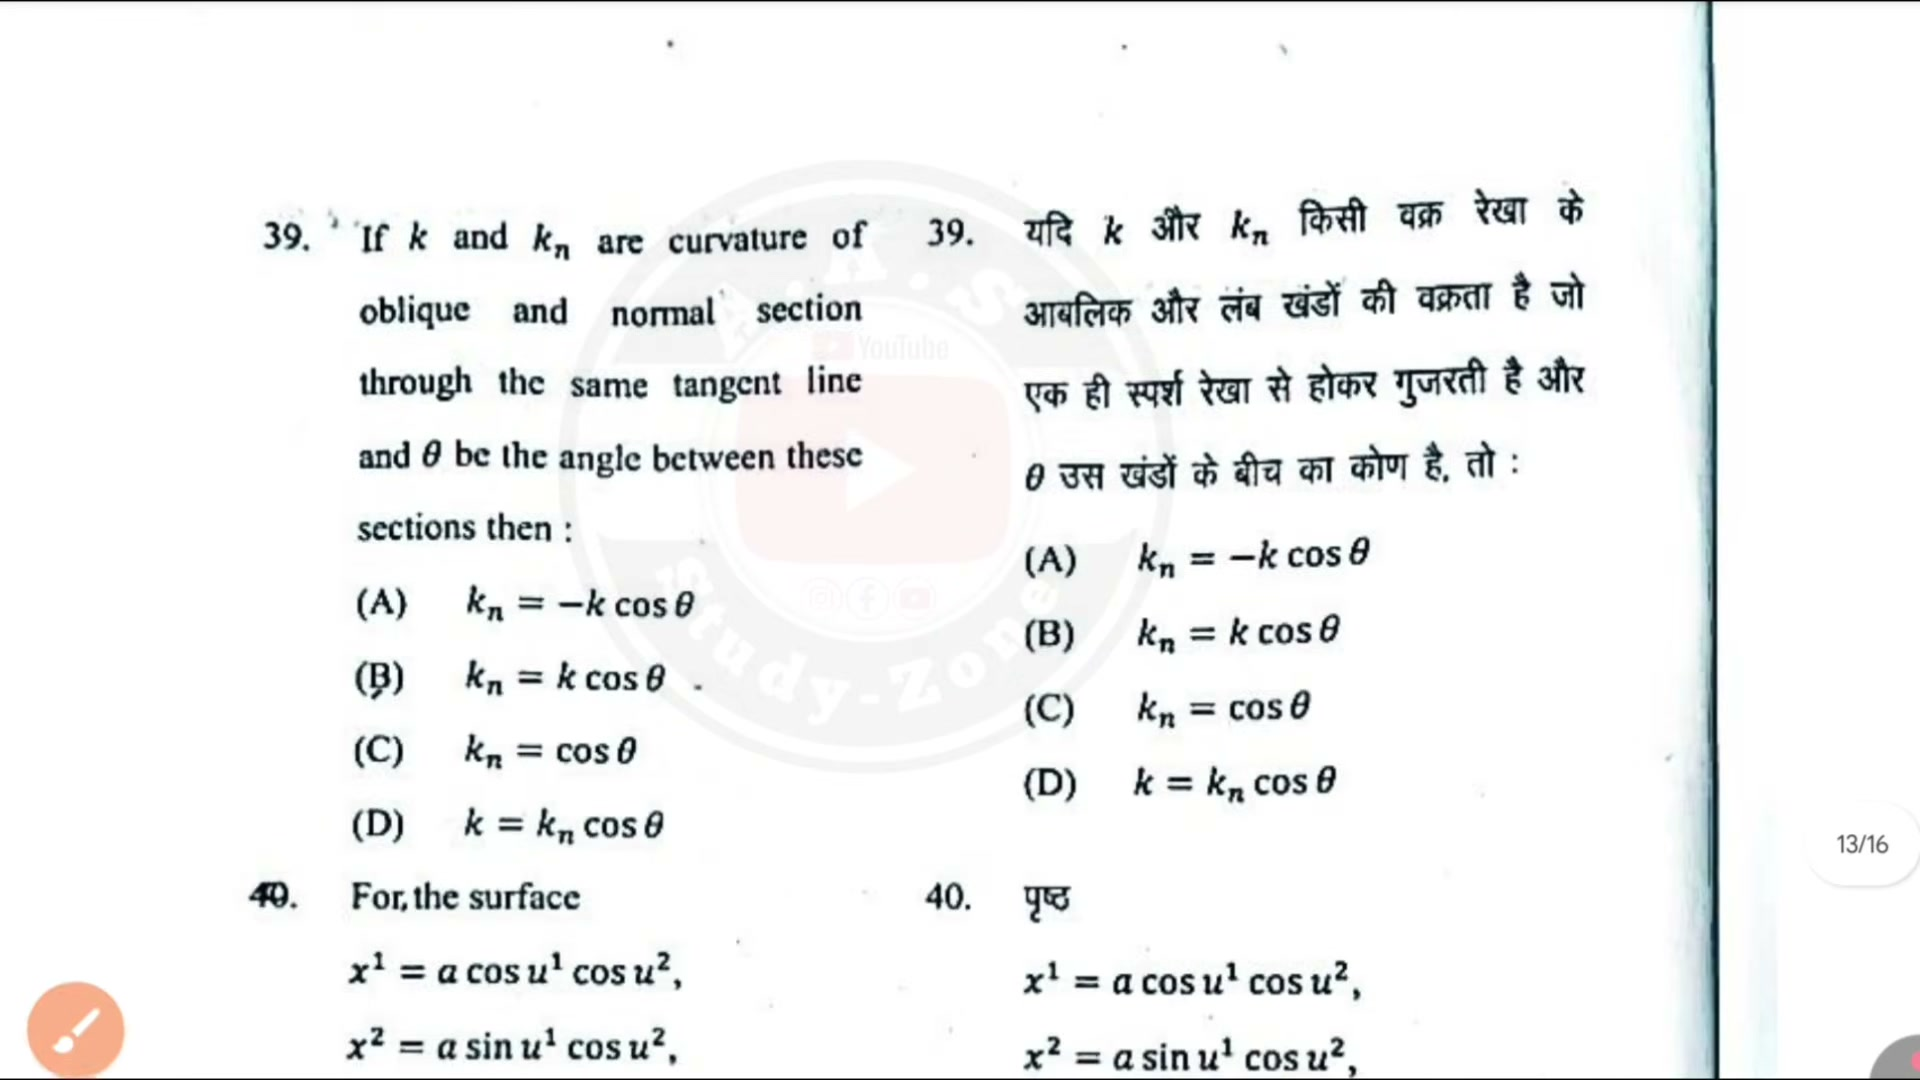 39. If k and kₙ are curvature of
oblique and normal section
through the same tangent line
and θ be the angle between these
sections then :
(A) kₙ = −k cos θ
(B) kₙ = k cos θ
(C) kₙ = cos θ
(D) k = kₙ cos θ
40. For, the surface
x¹ = a cos u¹ cos u²,
x² = a sin u¹ cos u²,
39. यदि k और kₙ किसी वक्र रेखा के
आबलिक और लंब खंडों की वक्रता है जो
एक ही स्पर्श रेखा से होकर गुजरती है और
θ उस खंडों के बीच का कोण है, तो :
(A) kₙ = −k cos θ
(B) kₙ = k cos θ
(C) kₙ = cos θ
(D) k = kₙ cos θ
40. पृष्ठ
x¹ = a cos u¹ cos u²,
x² = a sin u¹ cos u²,
A.K.S
YouTube
Study-Zone
13/16